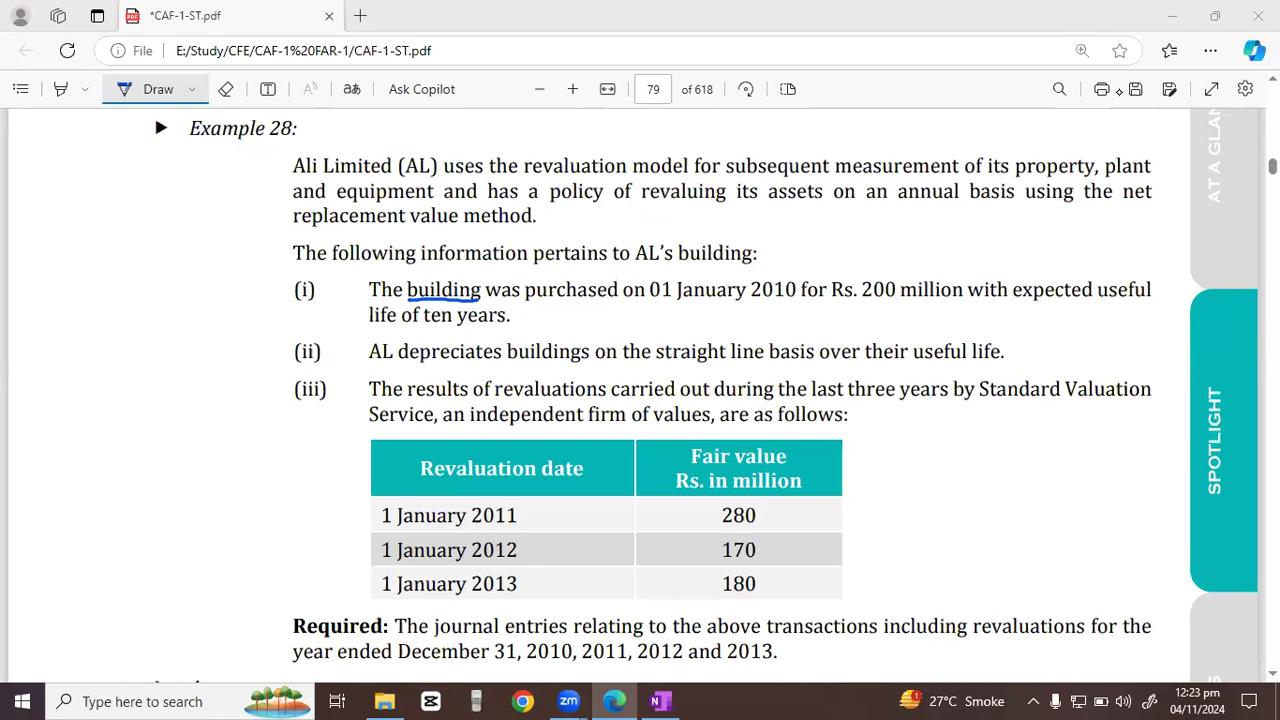 *CAF-1-ST.pdf
File E:/Study/CFE/CAF-1%20FAR-1/CAF-1-ST.pdf
Draw Ask Copilot 79 of 618
Example 28:
Ali Limited (AL) uses the revaluation model for subsequent measurement of its property, plant
and equipment and has a policy of revaluing its assets on an annual basis using the net
replacement value method.
The following information pertains to AL's building:
(i) The building was purchased on 01 January 2010 for Rs. 200 million with expected useful
life of ten years.
(ii) AL depreciates buildings on the straight line basis over their useful life.
(iii) The results of revaluations carried out during the last three years by Standard Valuation
Service, an independent firm of values, are as follows:
Revaluation date Fair value
Rs. in million
1 January 2011 280
1 January 2012 170
1 January 2013 180
Required: The journal entries relating to the above transactions including revaluations for the
year ended December 31, 2010, 2011, 2012 and 2013.
AT A GLAN
SPOTLIGHT
Type here to search
zm
N
1
27°C Smoke
12:23 pm
04/11/2024